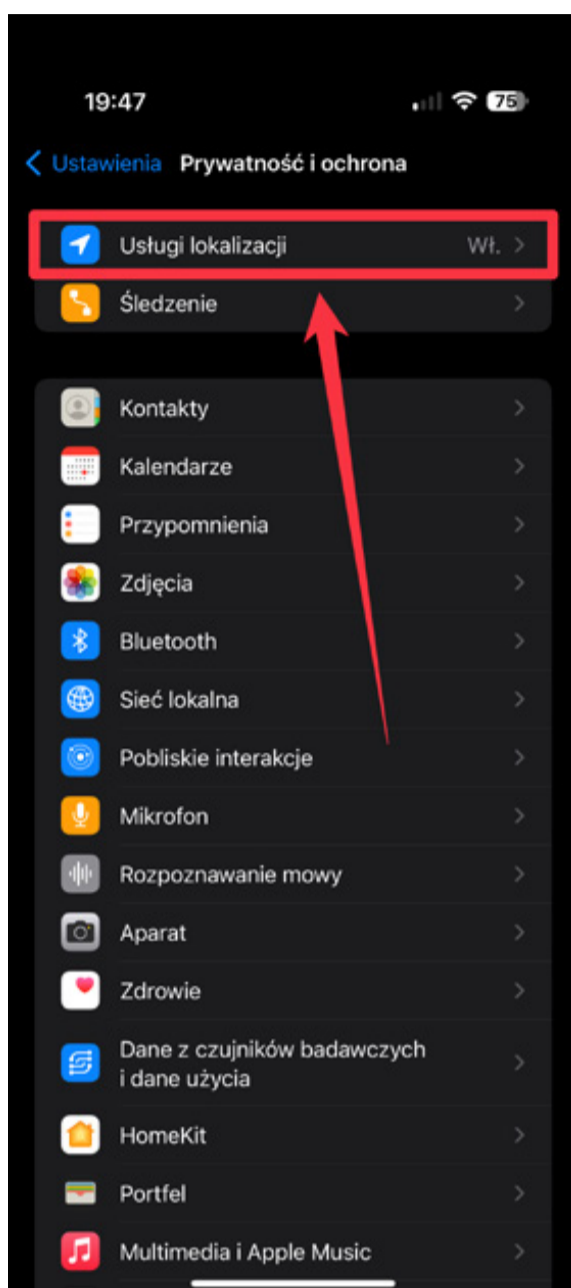 19:47
75
Ustawienia Prywatność i ochrona
Usługi lokalizacji Wł.
Śledzenie
Kontakty
Kalendarze
Przypomnienia
Zdjęcia
Bluetooth
Sieć lokalna
Pobliskie interakcje
Mikrofon
Rozpoznawanie mowy
Aparat
Zdrowie
Dane z czujników badawczych
i dane użycia
HomeKit
Portfel
Multimedia i Apple Music